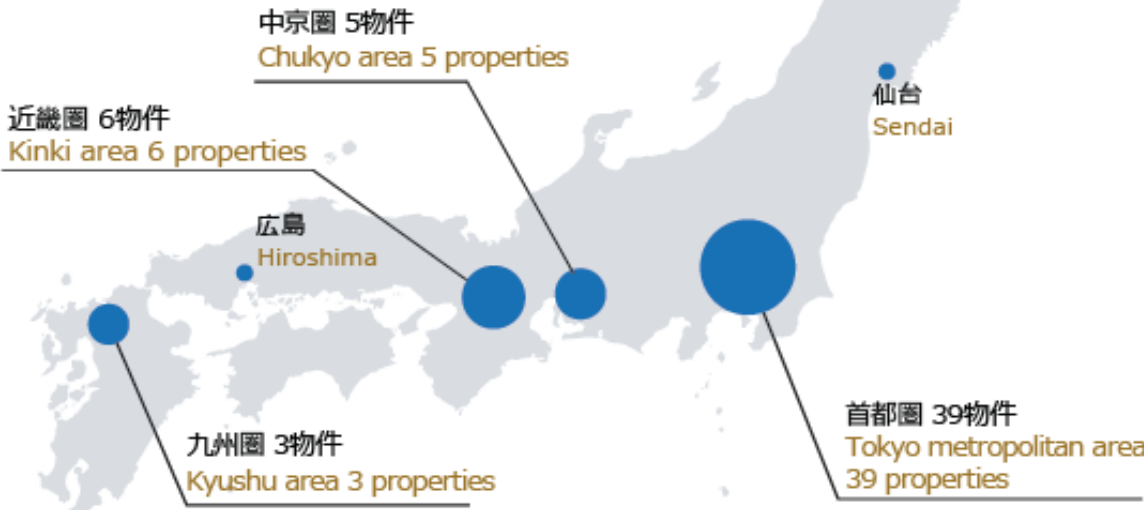 中京圏 5物件
Chukyo area 5 properties
近畿圏 6物件
Kinki area 6 properties
仙台
Sendai
広島
Hiroshima
九州圏 3物件
Kyushu area 3 properties
首都圏 39物件
Tokyo metropolitan area
39 properties